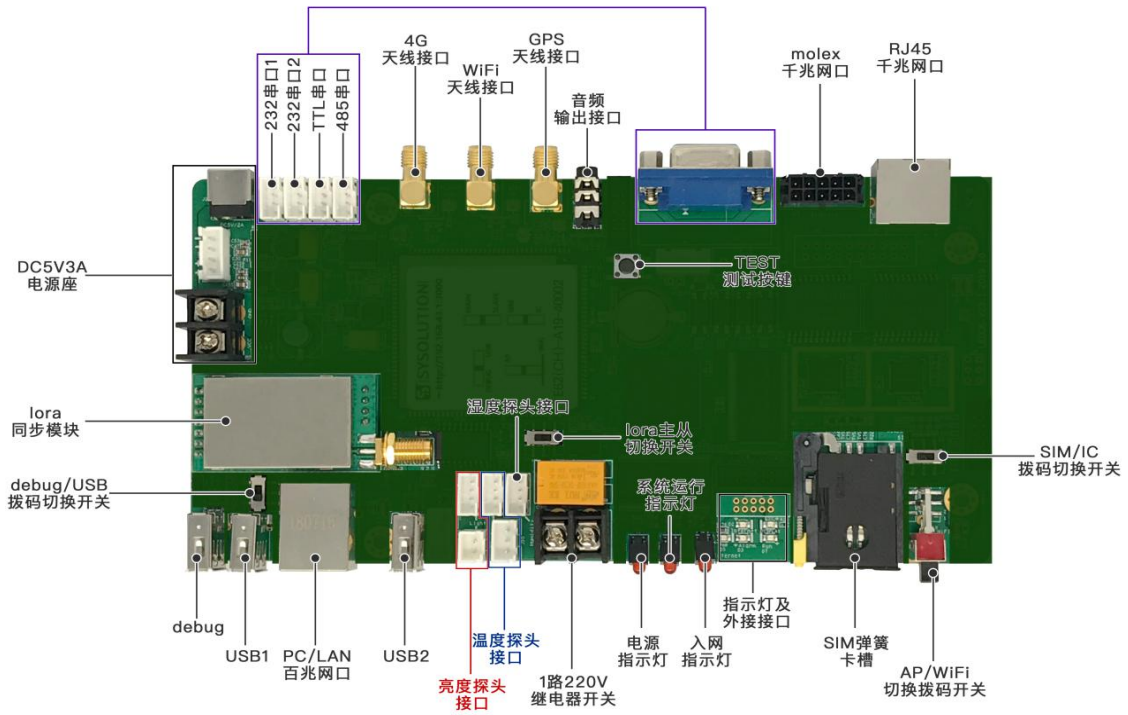 4G
天线接口
WiFi
天线接口
GPS
天线接口
音频
输出接口
molex
千兆网口
RJ45
千兆网口
232串口1
232串口2
TTL串口
485串口
DC5V3A
电源座
TEST
测试按键
SYSOLUTION
lora
同步模块
湿度探头接口
lora主从
切换开关
SIM/IC
拨码切换开关
debug/USB
拨码切换开关
系统运行
指示灯
debug
USB1
PC/LAN
百兆网口
USB2
温度探头
接口
亮度探头
接口
1路220V
继电器开关
电源
指示灯
入网
指示灯
指示灯及
外接接口
SIM弹簧
卡槽
AP/WiFi
切换拨码开关